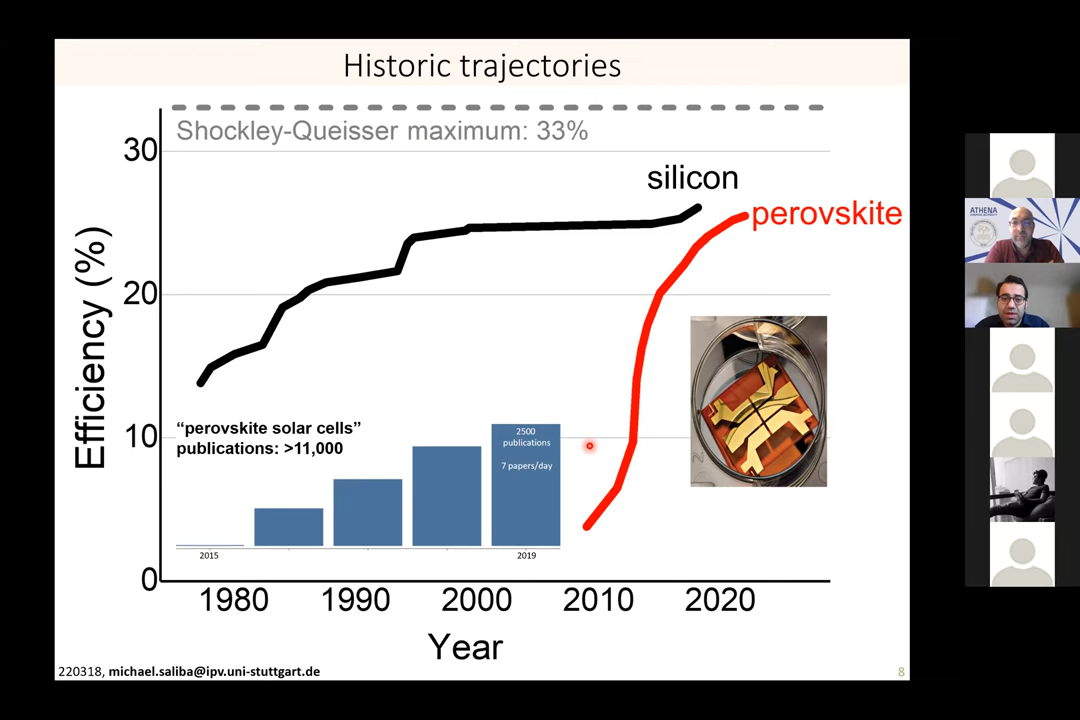 Historic trajectories
Shockley-Queisser maximum: 33%
30
silicon
perovskite
Efficiency (%)
20
"perovskite solar cells"
publications: >11,000
2500
publications
7 papers/day
10
2015
2019
0
1980 1990 2000 2010 2020
Year
220318, michael.saliba@ipv.uni-stuttgart.de
8
ATHENA